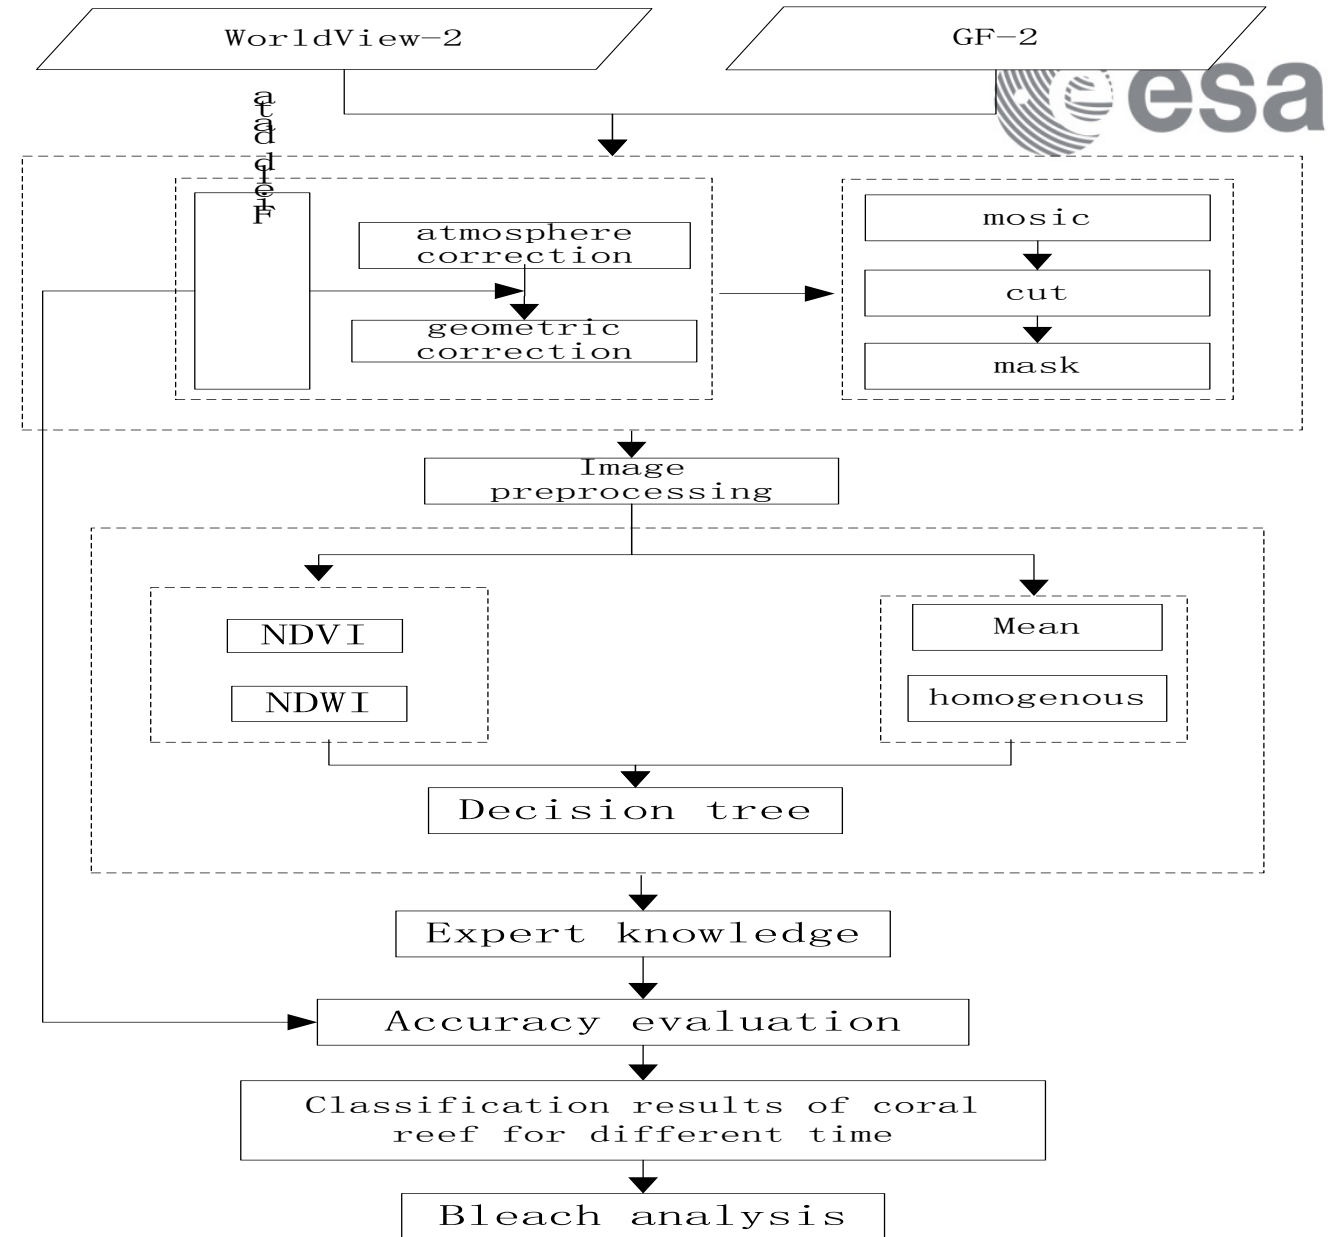 WorldView-2
GF-2
esa
Field data
atmosphere
correction
geometric
correction
mosic
cut
mask
Image
preprocessing
NDVI
NDWI
Mean
homogenous
Decision tree
Expert knowledge
Accuracy evaluation
Classification results of coral
reef for different time
Bleach analysis